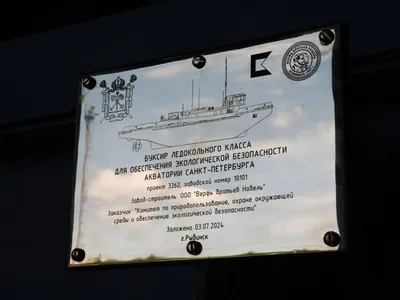 БУКСИР ЛЕДОКОЛЬНОГО КЛАССА
ДЛЯ ОБЕСПЕЧЕНИЯ ЭКОЛОГИЧЕСКОЙ БЕЗОПАСНОСТИ
АКВАТОРИИ САНКТ-ПЕТЕРБУРГА
проект 3262, заводской номер 10101
Завод-строитель ООО "Верфь братьев Нобель"
Заказчик "Комитет по природопользованию, охране окружающей
среды и обеспечению экологической безопасности"
Заложено 03.07.2024
г.Рыбинск